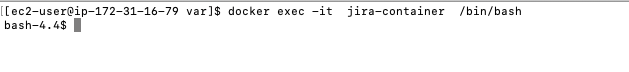 [[ec2-user@ip-172-31-16-79 var]$ docker exec -it  jira-container  /bin/bash
bash-4.4$